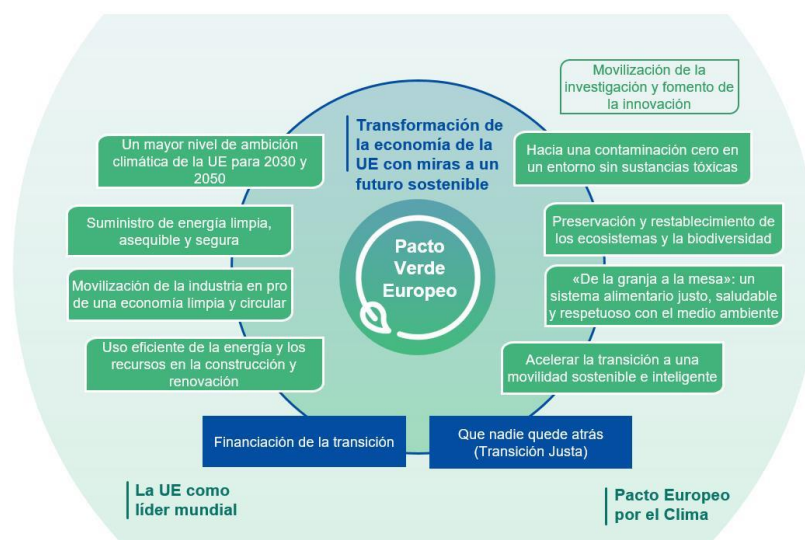 Movilización de la
investigación y fomento de
la innovación
Transformación de
la economía de la
UE con miras a un
futuro sostenible
Un mayor nivel de ambición
climática de la UE para 2030 y
2050
Hacia una contaminación cero en
un entorno sin sustancias tóxicas
Suministro de energía limpia,
asequible y segura
Preservación y restablecimiento de
los ecosistemas y la biodiversidad
Pacto
Verde
Europeo
Movilización de la industria en pro
de una economía limpia y circular
«De la granja a la mesa»: un
sistema alimentario justo, saludable
y respetuoso con el medio ambiente
Uso eficiente de la energía y los
recursos en la construcción y
renovación
Acelerar la transición a una
movilidad sostenible e inteligente
Financiación de la transición
Que nadie quede atrás
(Transición Justa)
La UE como
líder mundial
Pacto Europeo
por el Clima